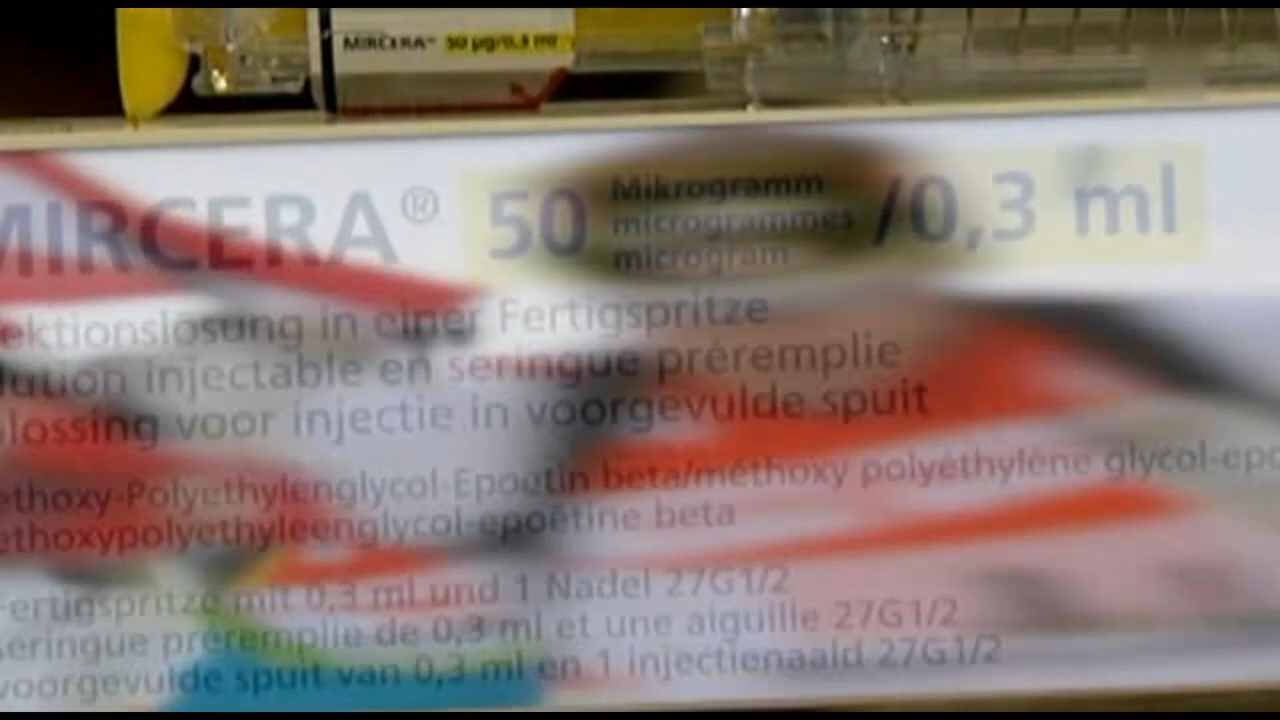 MIRCERA™ 50 µg/0,3 ml
MIRCERA® 50 Mikrogramm /0,3 ml
microgrammes
microgram
ektionslösung in einer Fertigspritze
lution injectable en seringue préremplie
lossing voor injectie in voorgevulde spuit
ethoxy-Polyethylenglycol-Epoetin beta/méthoxy polyéthylène glycol-epo
ethoxypolyethyleenglycol-epoëtine beta
Fertigspritze mit 0,3 ml und 1 Nadel 27G1/2
seringue préremplie de 0,3 ml et une aiguille 27G1/2
voorgevulde spuit van 0,3 ml en 1 injectienaald 27G1/2